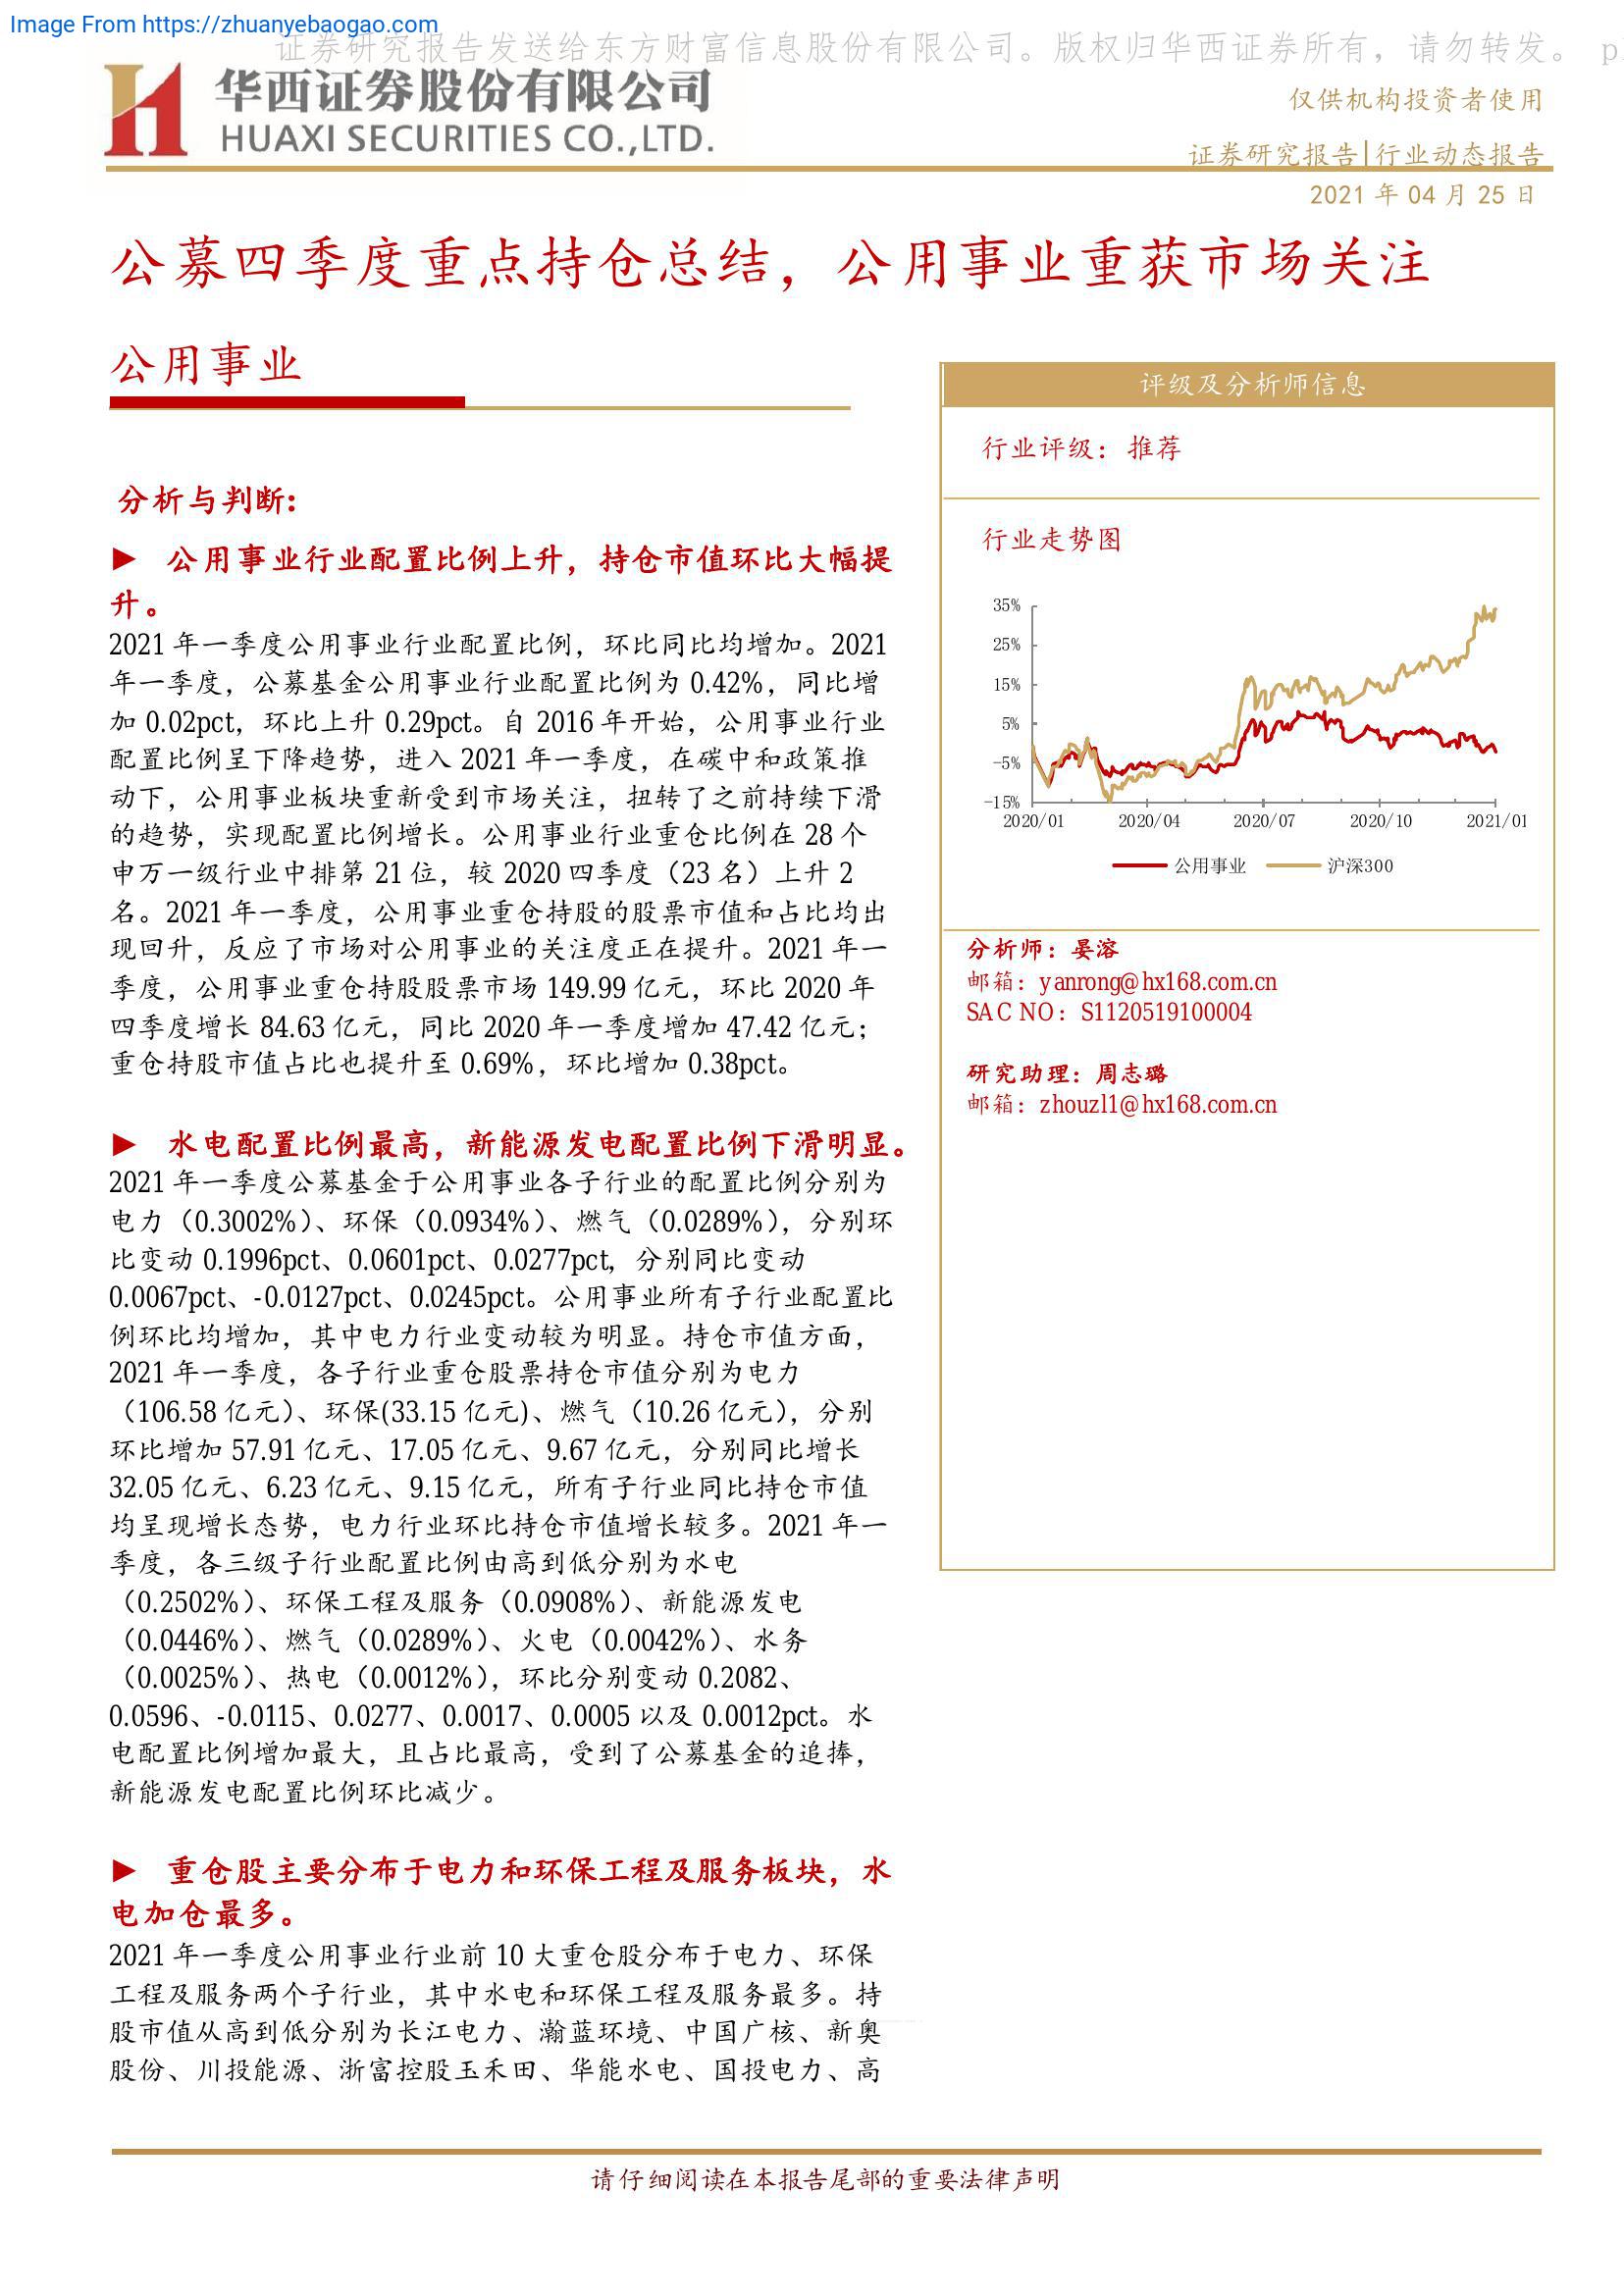 Image From https://zhuanyebaogao.com
证券研究报告发送给东方财富信息股份有限公司。版权归华西证券所有，请勿转发。 p
华西证券股份有限公司
HUAXI SECURITIES CO.,LTD.
仅供机构投资者使用
证券研究报告|行业动态报告
2021 年 04 月 25 日
公募四季度重点持仓总结，公用事业重获市场关注
公用事业
分析与判断:
► 公用事业行业配置比例上升，持仓市值环比大幅提
升。
2021 年一季度公用事业行业配置比例，环比同比均增加。2021
年一季度，公募基金公用事业行业配置比例为 0.42%，同比增
加 0.02pct，环比上升 0.29pct。自 2016 年开始，公用事业行业
配置比例呈下降趋势，进入 2021 年一季度，在碳中和政策推
动下，公用事业板块重新受到市场关注，扭转了之前持续下滑
的趋势，实现配置比例增长。公用事业行业重仓比例在 28 个
申万一级行业中排第 21 位，较 2020 四季度（23 名）上升 2
名。2021 年一季度，公用事业重仓持股的股票市值和占比均出
现回升，反应了市场对公用事业的关注度正在提升。2021 年一
季度，公用事业重仓持股股票市场 149.99 亿元，环比 2020 年
四季度增长 84.63 亿元，同比 2020 年一季度增加 47.42 亿元；
重仓持股市值占比也提升至 0.69%，环比增加 0.38pct。
► 水电配置比例最高，新能源发电配置比例下滑明显。
2021 年一季度公募基金于公用事业各子行业的配置比例分别为
电力（0.3002%）、环保（0.0934%）、燃气（0.0289%），分别环
比变动 0.1996pct、0.0601pct、0.0277pct，分别同比变动
0.0067pct、-0.0127pct、0.0245pct。公用事业所有子行业配置比
例环比均增加，其中电力行业变动较为明显。持仓市值方面，
2021 年一季度，各子行业重仓股票持仓市值分别为电力
（106.58 亿元）、环保(33.15 亿元)、燃气（10.26 亿元），分别
环比增加 57.91 亿元、17.05 亿元、9.67 亿元，分别同比增长
32.05 亿元、6.23 亿元、9.15 亿元，所有子行业同比持仓市值
均呈现增长态势，电力行业环比持仓市值增长较多。2021 年一
季度，各三级子行业配置比例由高到低分别为水电
（0.2502%）、环保工程及服务（0.0908%）、新能源发电
（0.0446%）、燃气（0.0289%）、火电（0.0042%）、水务
（0.0025%）、热电（0.0012%），环比分别变动 0.2082、
0.0596、-0.0115、0.0277、0.0017、0.0005 以及 0.0012pct。水
电配置比例增加最大，且占比最高，受到了公募基金的追捧，
新能源发电配置比例环比减少。
► 重仓股主要分布于电力和环保工程及服务板块，水
电加仓最多。
2021 年一季度公用事业行业前 10 大重仓股分布于电力、环保
工程及服务两个子行业，其中水电和环保工程及服务最多。持
股市值从高到低分别为长江电力、瀚蓝环境、中国广核、新奥
股份、川投能源、浙富控股玉禾田、华能水电、国投电力、高
评级及分析师信息
行业评级：推荐
行业走势图
35%
25%
15%
5%
-5%
-15%
2020/01 2020/04 2020/07 2020/10 2021/01
公用事业 沪深300
分析师：晏溶
邮箱：yanrong@hx168.com.cn
SAC NO：S1120519100004
研究助理：周志璐
邮箱：zhouzl1@hx168.com.cn
请仔细阅读在本报告尾部的重要法律声明